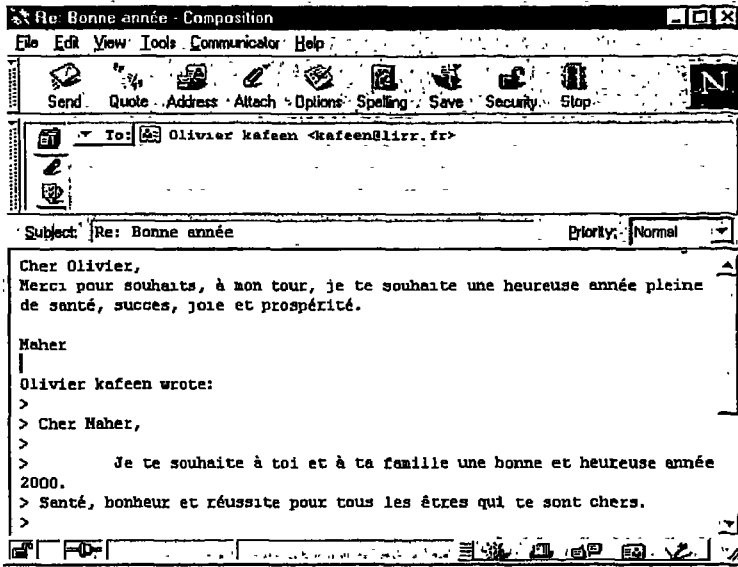 Re: Bonne année - Composition
File Edit View Tools Communicator Help
Send Quote Address Attach Options Spelling Save Security Stop
N
To: Olivier kafeen <kafeen@lirr.fr>
Subject: Re: Bonne année Priority: Normal
Cher Olivier,
Merci pour souhaits, à mon tour, je te souhaite une heureuse année pleine
de santé, succes, joie et prospérité.
Maher
Olivier kafeen wrote:
>
> Cher Maher,
>
> Je te souhaite à toi et à ta famille une bonne et heureuse année
2000.
> Santé, bonheur et réussite pour tous les êtres qui te sont chers.
>